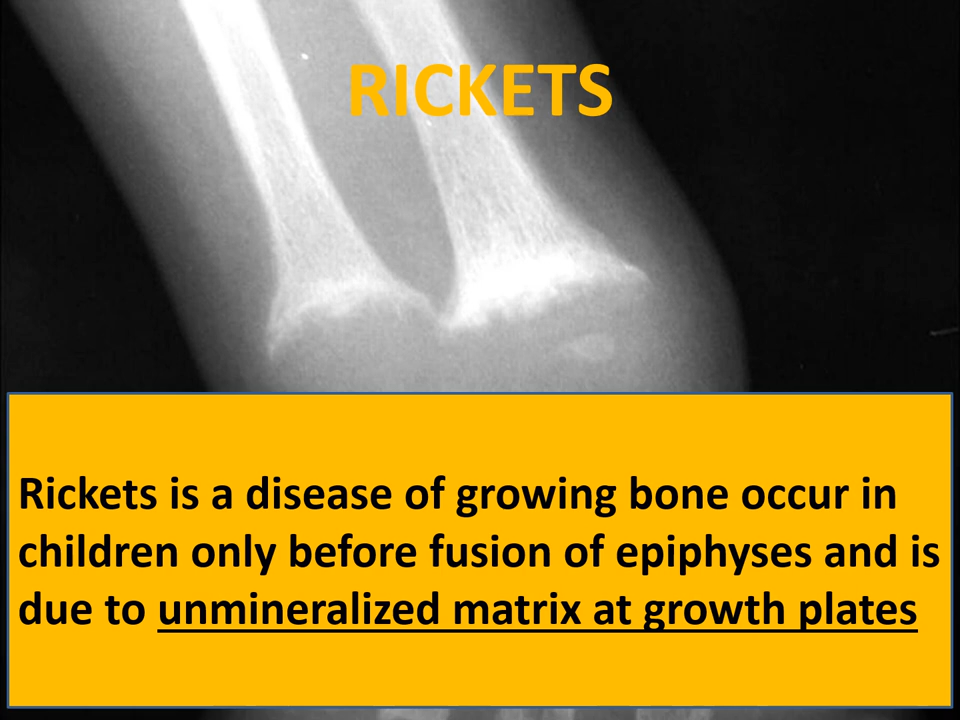 RICKETS
Rickets is a disease of growing bone occur in
children only before fusion of epiphyses and is
due to unmineralized matrix at growth plates